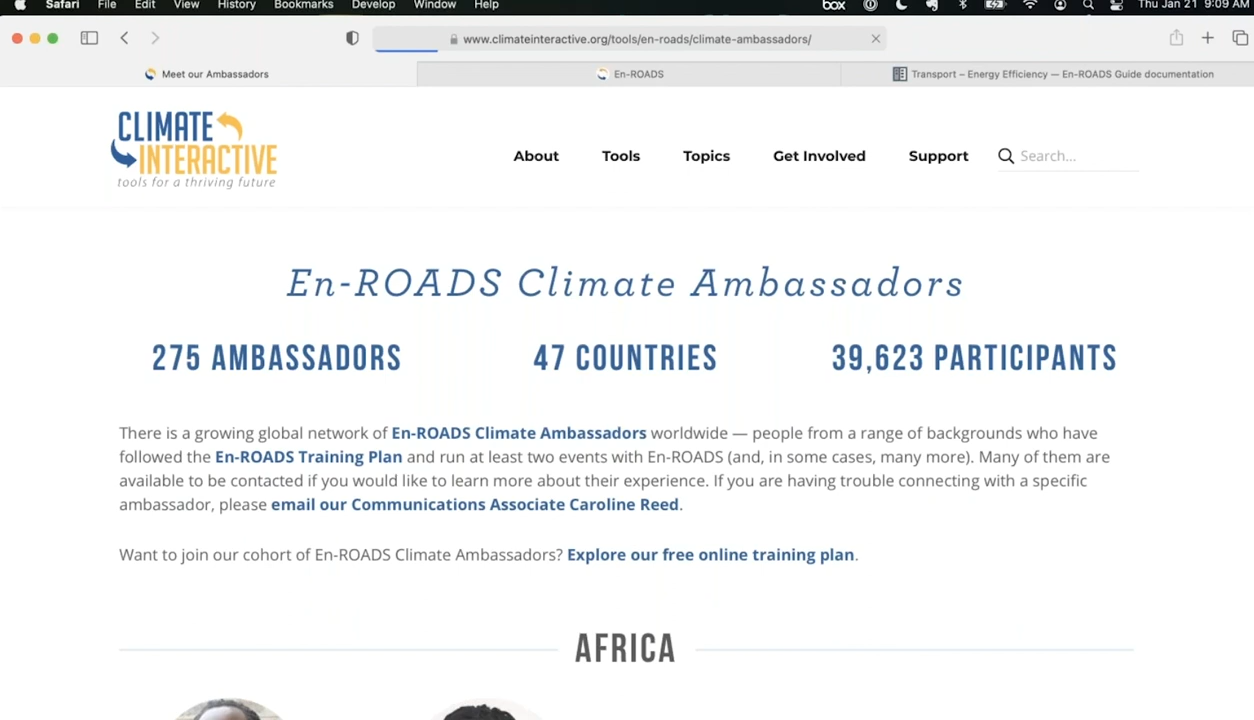 Safari File Edit View History Bookmarks Develop Window Help box Thu Jan 21 9:09 AM
www.climateinteractive.org/tools/en-roads/climate-ambassadors/
Meet our Ambassadors En-ROADS Transport – Energy Efficiency — En-ROADS Guide documentation
CLIMATE
INTERACTIVE
tools for a thriving future
About Tools Topics Get Involved Support Search...
En-ROADS Climate Ambassadors
275 AMBASSADORS 47 COUNTRIES 39,623 PARTICIPANTS
There is a growing global network of En-ROADS Climate Ambassadors worldwide — people from a range of backgrounds who have
followed the En-ROADS Training Plan and run at least two events with En-ROADS (and, in some cases, many more). Many of them are
available to be contacted if you would like to learn more about their experience. If you are having trouble connecting with a specific
ambassador, please email our Communications Associate Caroline Reed.
Want to join our cohort of En-ROADS Climate Ambassadors? Explore our free online training plan.
AFRICA